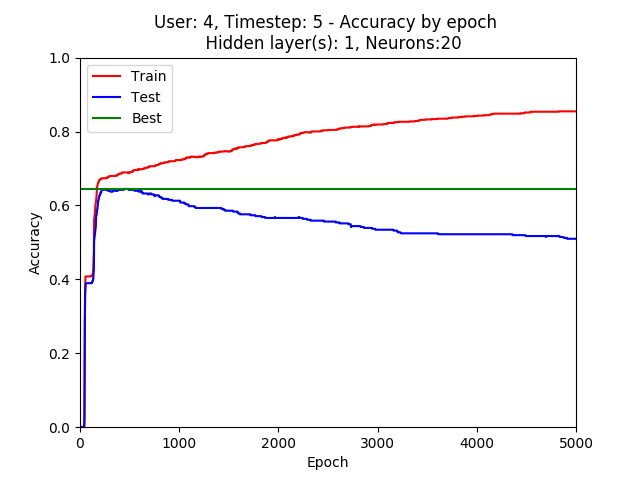 User: 4, Timestep: 5 - Accuracy by epoch
Hidden layer(s): 1, Neurons:20
1.0
Train
Test
Best
0.8
0.6
Accuracy
0.4
0.2
0.0
0 1000 2000 3000 4000 5000
Epoch